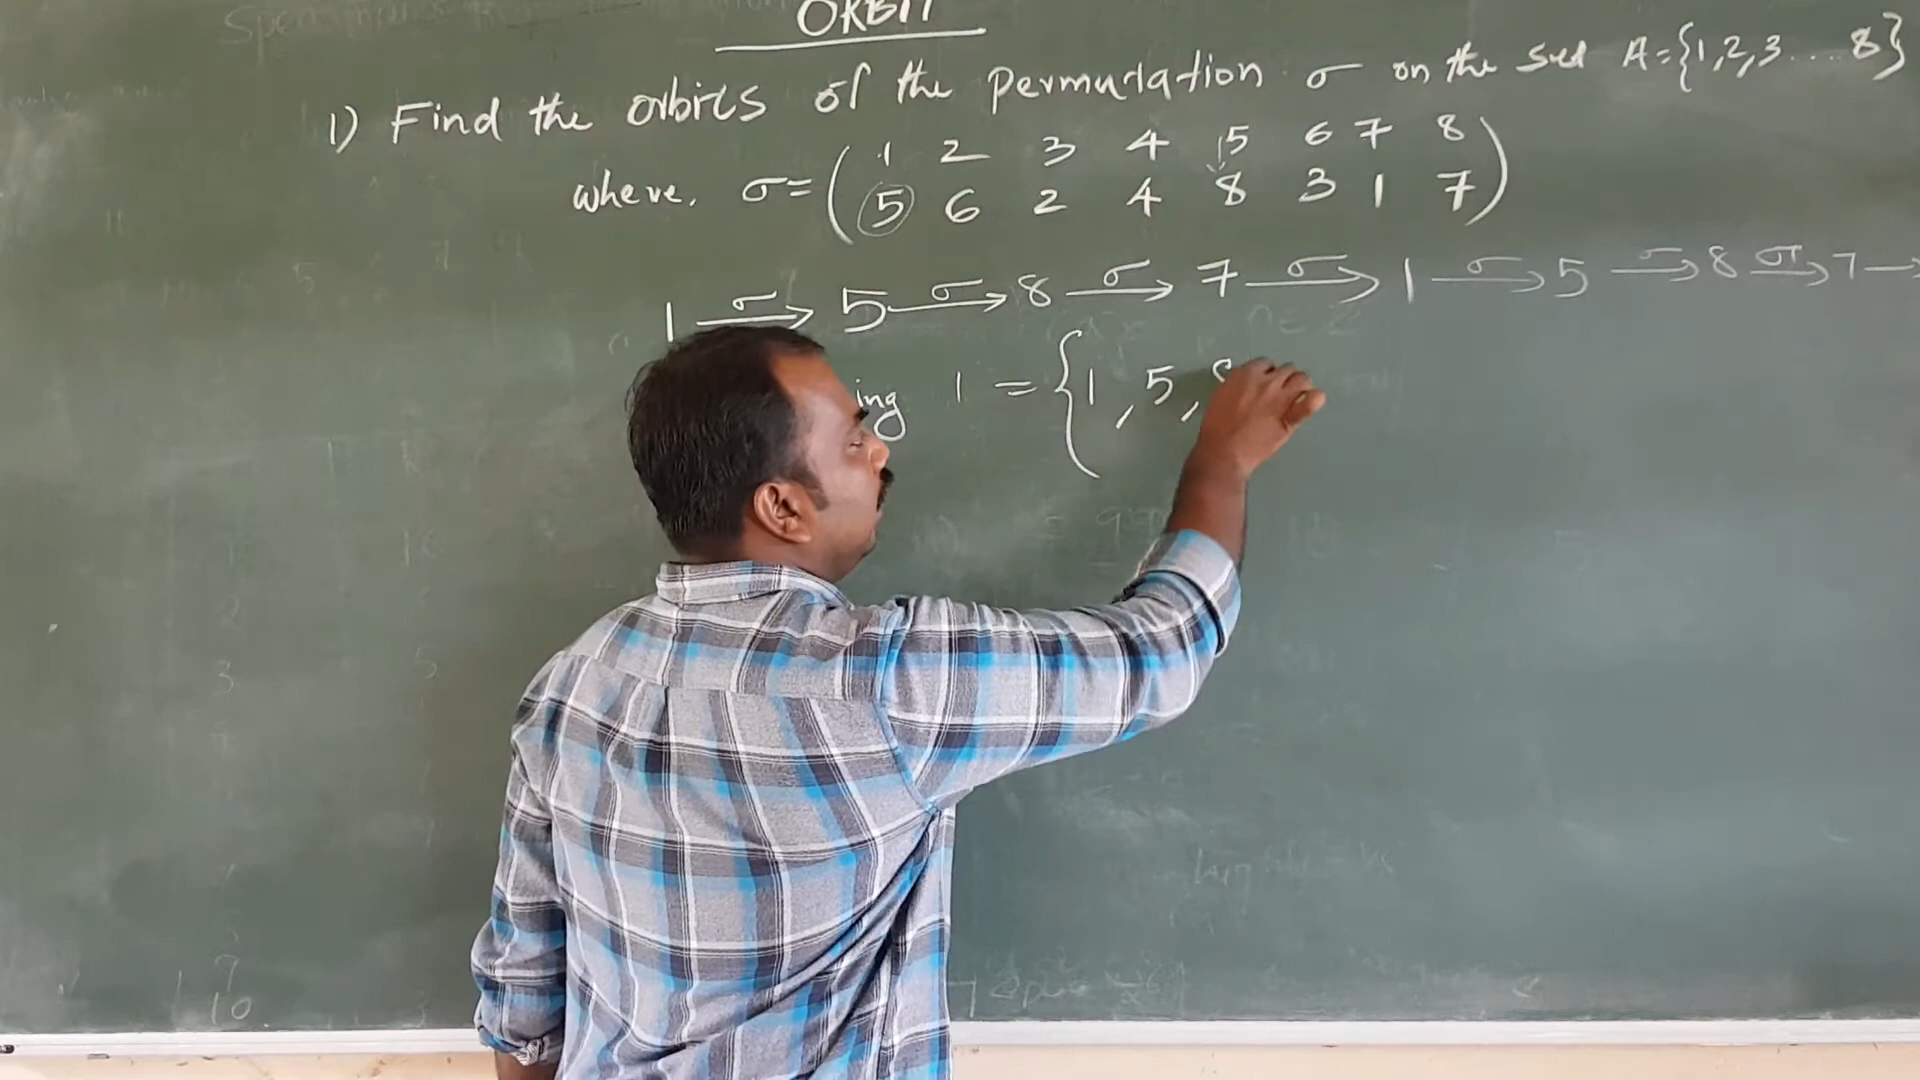 ORBIT
1) Find the orbits of the permutation σ on the set A={1,2,3....8}
where, σ=(1 2 3 4 5 6 7 8
5 6 2 4 8 3 1 7)
1 σ→ 5 σ→ 8 σ→ 7 σ→ 1 σ→ 5 σ→ 8 σ→ 7 →
ing 1 = {1, 5, 8